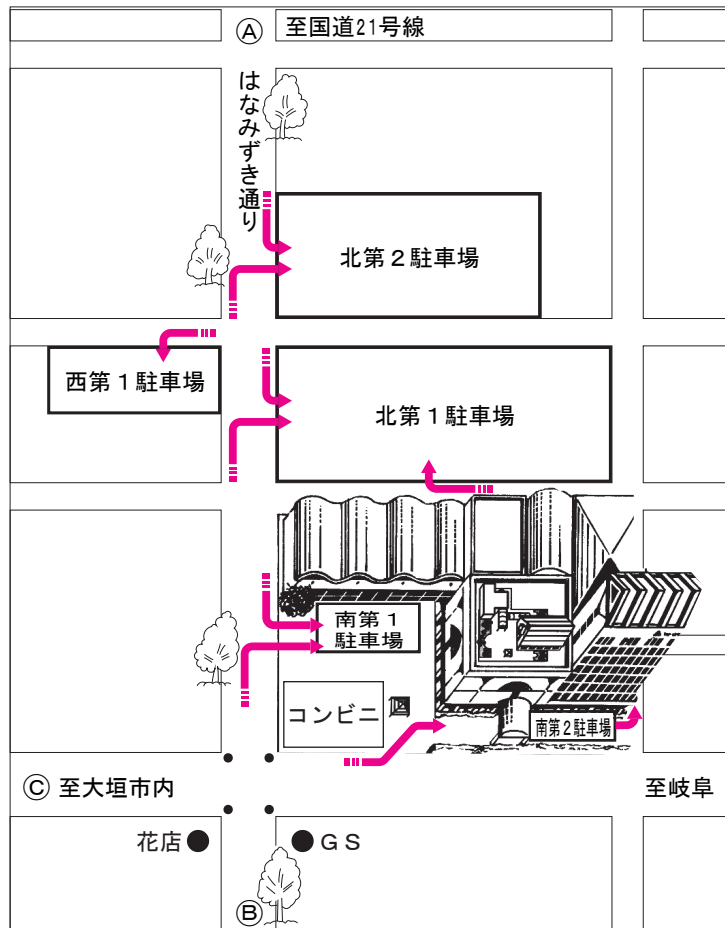 Ⓐ 至国道21号線
はなみずき通り
北第２駐車場
西第１駐車場
北第１駐車場
南第１
駐車場
コンビニ
南第２駐車場
Ⓒ 至大垣市内
至岐阜
花店
ＧＳ
Ⓑ